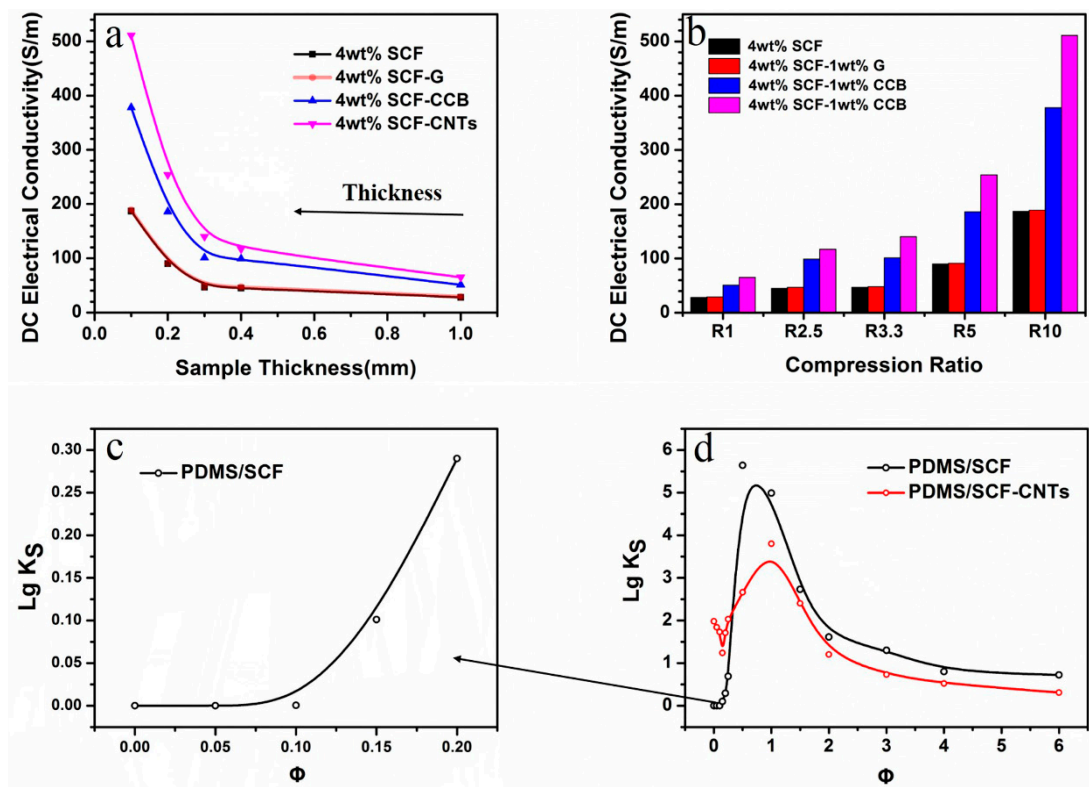 a
DC Electrical Conductivity(S/m)
500
400
300
200
100
0
4wt% SCF
4wt% SCF-G
4wt% SCF-CCB
4wt% SCF-CNTs
Thickness
0.0 0.2 0.4 0.6 0.8 1.0
Sample Thickness(mm)
b
DC Electrical Conductivity(S/m)
500
400
300
200
100
0
4wt% SCF
4wt% SCF-1wt% G
4wt% SCF-1wt% CCB
4wt% SCF-1wt% CCB
R1 R2.5 R3.3 R5 R10
Compression Ratio
c
Lg KS
0.30
0.25
0.20
0.15
0.10
0.05
0.00
PDMS/SCF
0.00 0.05 0.10 0.15 0.20
Φ
d
Lg KS
6
5
4
3
2
1
0
PDMS/SCF
PDMS/SCF-CNTs
0 1 2 3 4 5 6
Φ